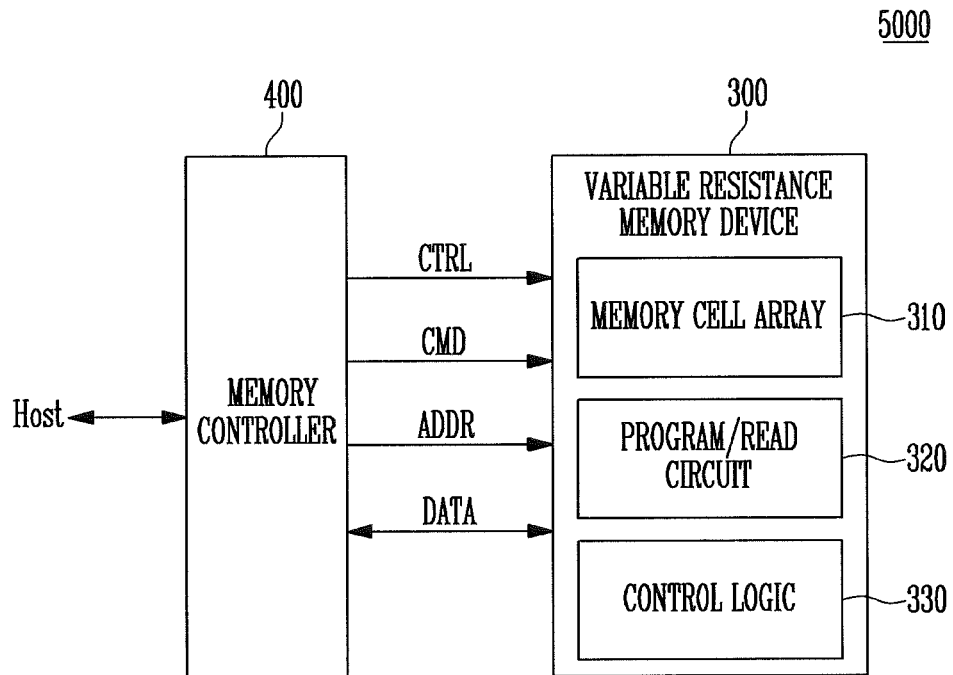 5000
400
300
VARIABLE RESISTANCE
MEMORY DEVICE
CTRL
MEMORY CELL ARRAY
310
CMD
Host
MEMORY
CONTROLLER
ADDR
PROGRAM/READ
CIRCUIT
320
DATA
CONTROL LOGIC
330